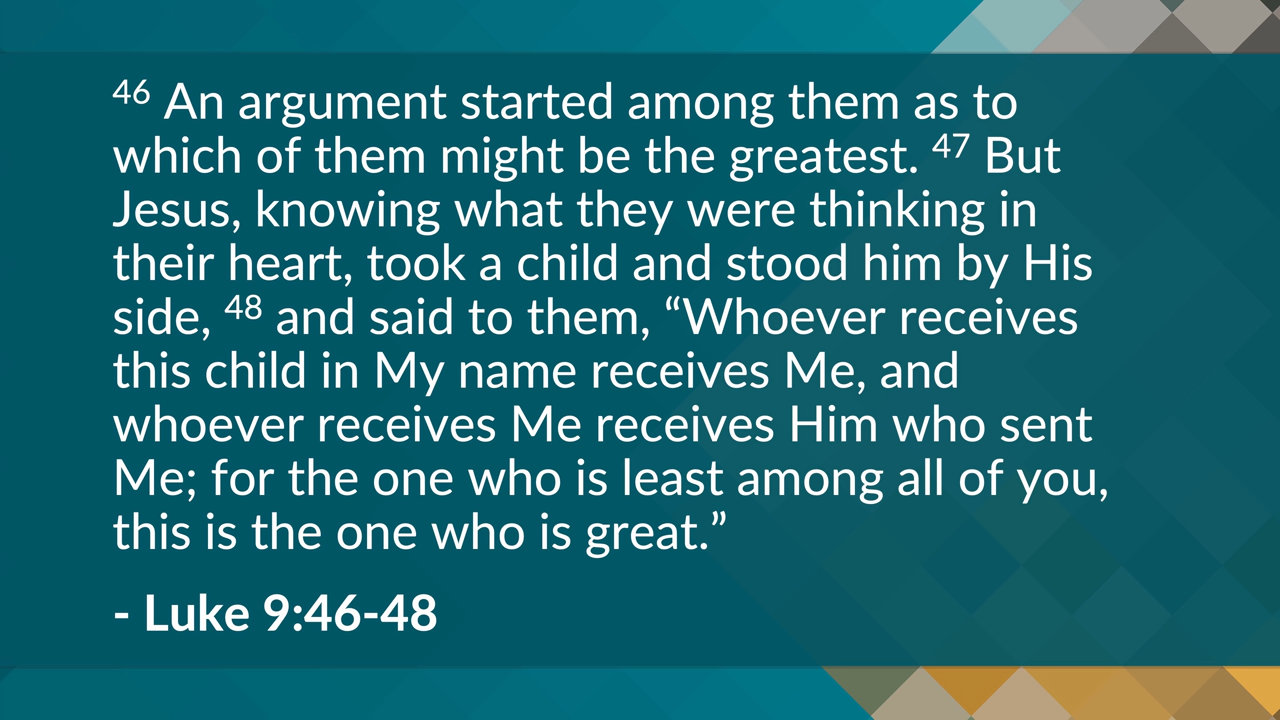 46 An argument started among them as to
which of them might be the greatest. 47 But
Jesus, knowing what they were thinking in
their heart, took a child and stood him by His
side, 48 and said to them, “Whoever receives
this child in My name receives Me, and
whoever receives Me receives Him who sent
Me; for the one who is least among all of you,
this is the one who is great.”
- Luke 9:46-48